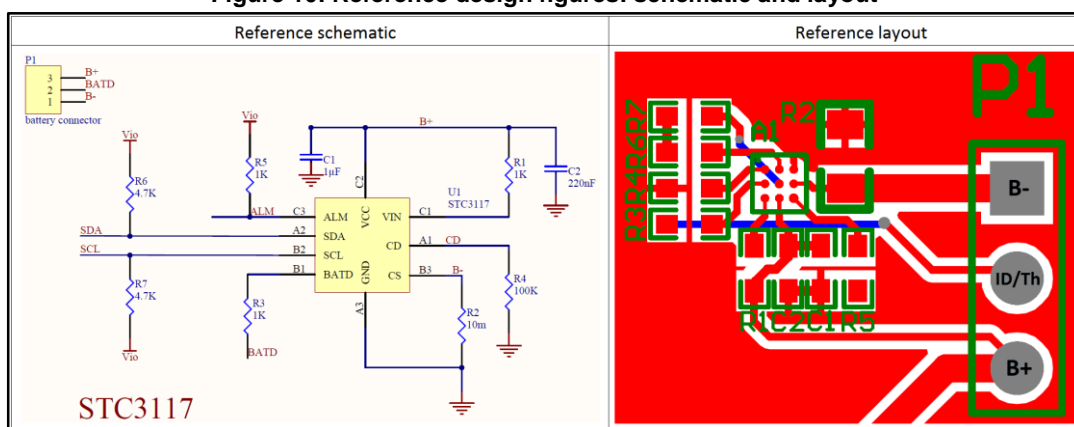 Figure 10: Reference design figures: schematic and layout
Reference schematic
Reference layout
P1
3
B+
2
BATD
1
B-
battery connector
Vio
Vio
B+
R6
4.7K
R5
1K
C1
1µF
C2
R1
1K
C2
220nF
U1
STC3117
ALM
C3
ALM
VCC
VIN
C1
SDA
A2
SDA
CD
A1
CD
SCL
B2
SCL
B1
BATD
GND
CS
B3
B-
R7
4.7K
R3
1K
A3
R2
10m
R4
100K
Vio
BATD
STC3117
P1
R3R4R6R7
A1
R2
B-
ID/Th
B+
R1C2C1R5